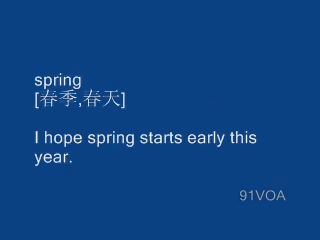 spring
[春季,春天]
I hope spring starts early this
year.
91VOA